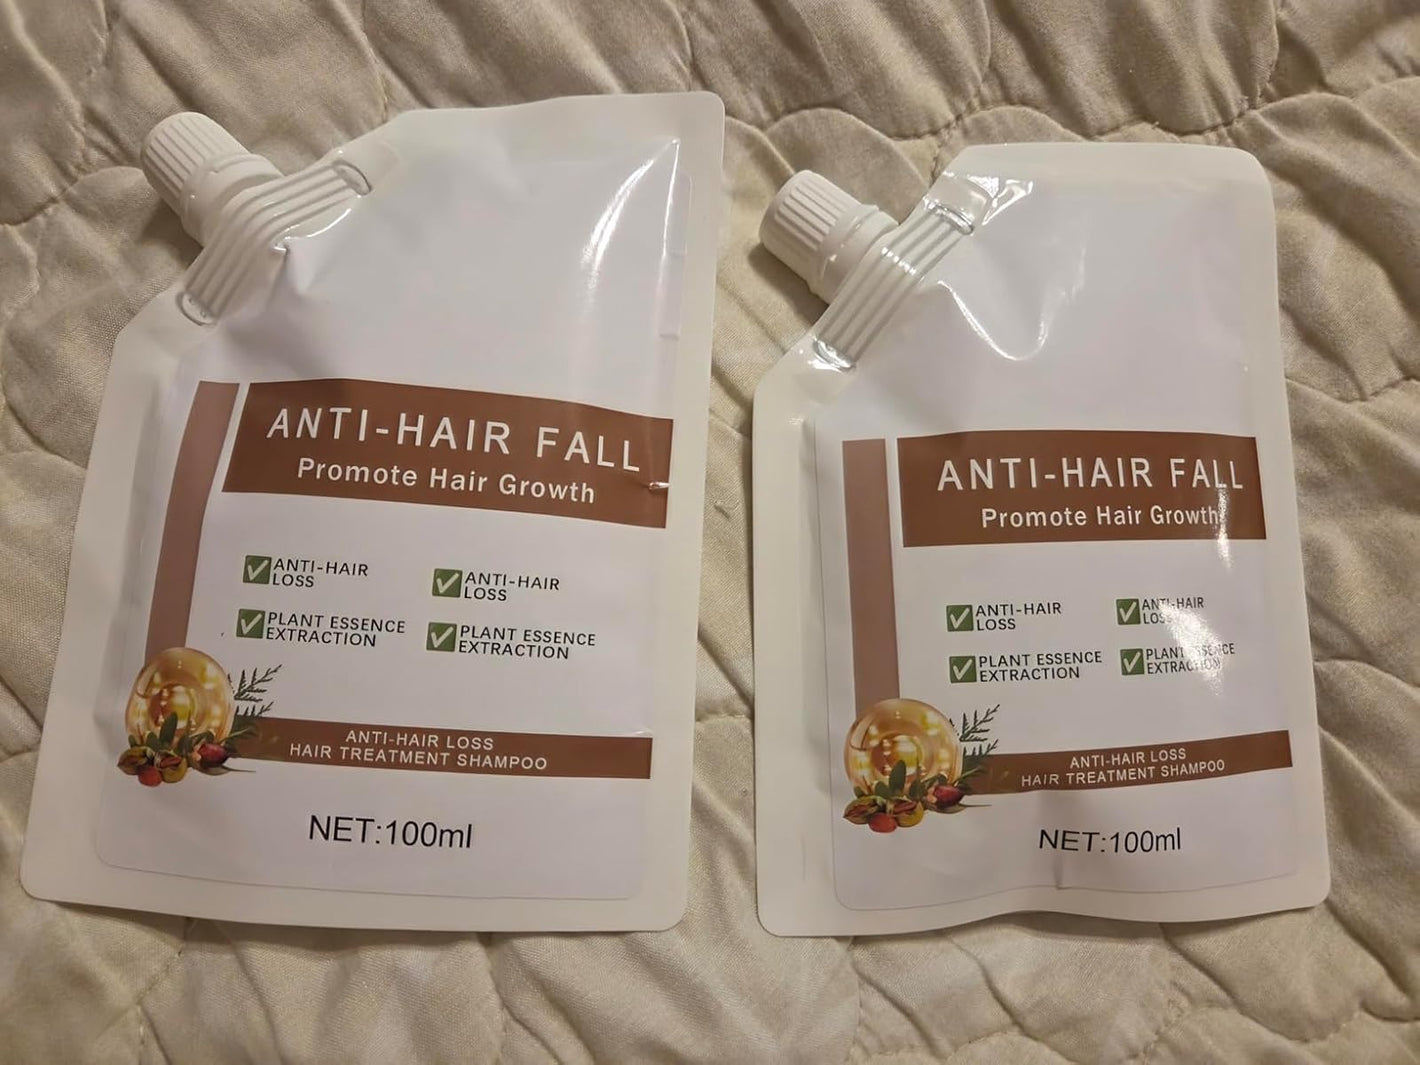 ANTI-HAIR FALL
Promote Hair Growth
ANTI-HAIR
LOSS
ANTI-HAIR
LOSS
PLANT ESSENCE
EXTRACTION
PLANT ESSENCE
EXTRACTION
ANTI-HAIR LOSS
HAIR TREATMENT SHAMPOO
NET:100ml
ANTI-HAIR FALL
Promote Hair Growth
ANTI-HAIR
LOSS
ANTI-HAIR
LOSS
PLANT ESSENCE
EXTRACTION
PLANT ESSENCE
EXTRACTION
ANTI-HAIR LOSS
HAIR TREATMENT SHAMPOO
NET:100ml